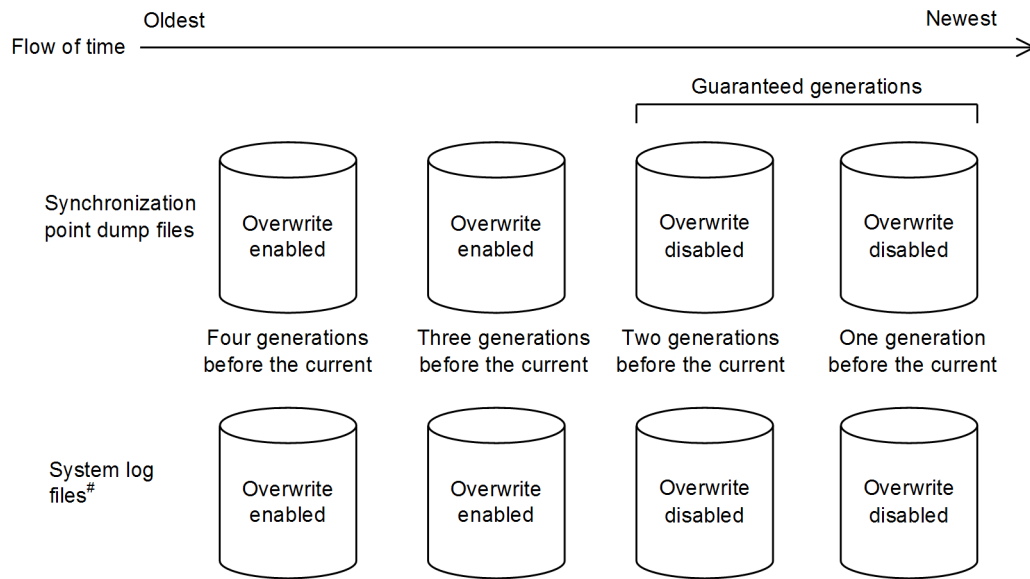 Oldest
Newest
Flow of time
Guaranteed generations
Synchronization
point dump files
Overwrite
enabled
Overwrite
enabled
Overwrite
disabled
Overwrite
disabled
Four generations
before the current
Three generations
before the current
Two generations
before the current
One generation
before the current
System log
files#
Overwrite
enabled
Overwrite
enabled
Overwrite
disabled
Overwrite
disabled